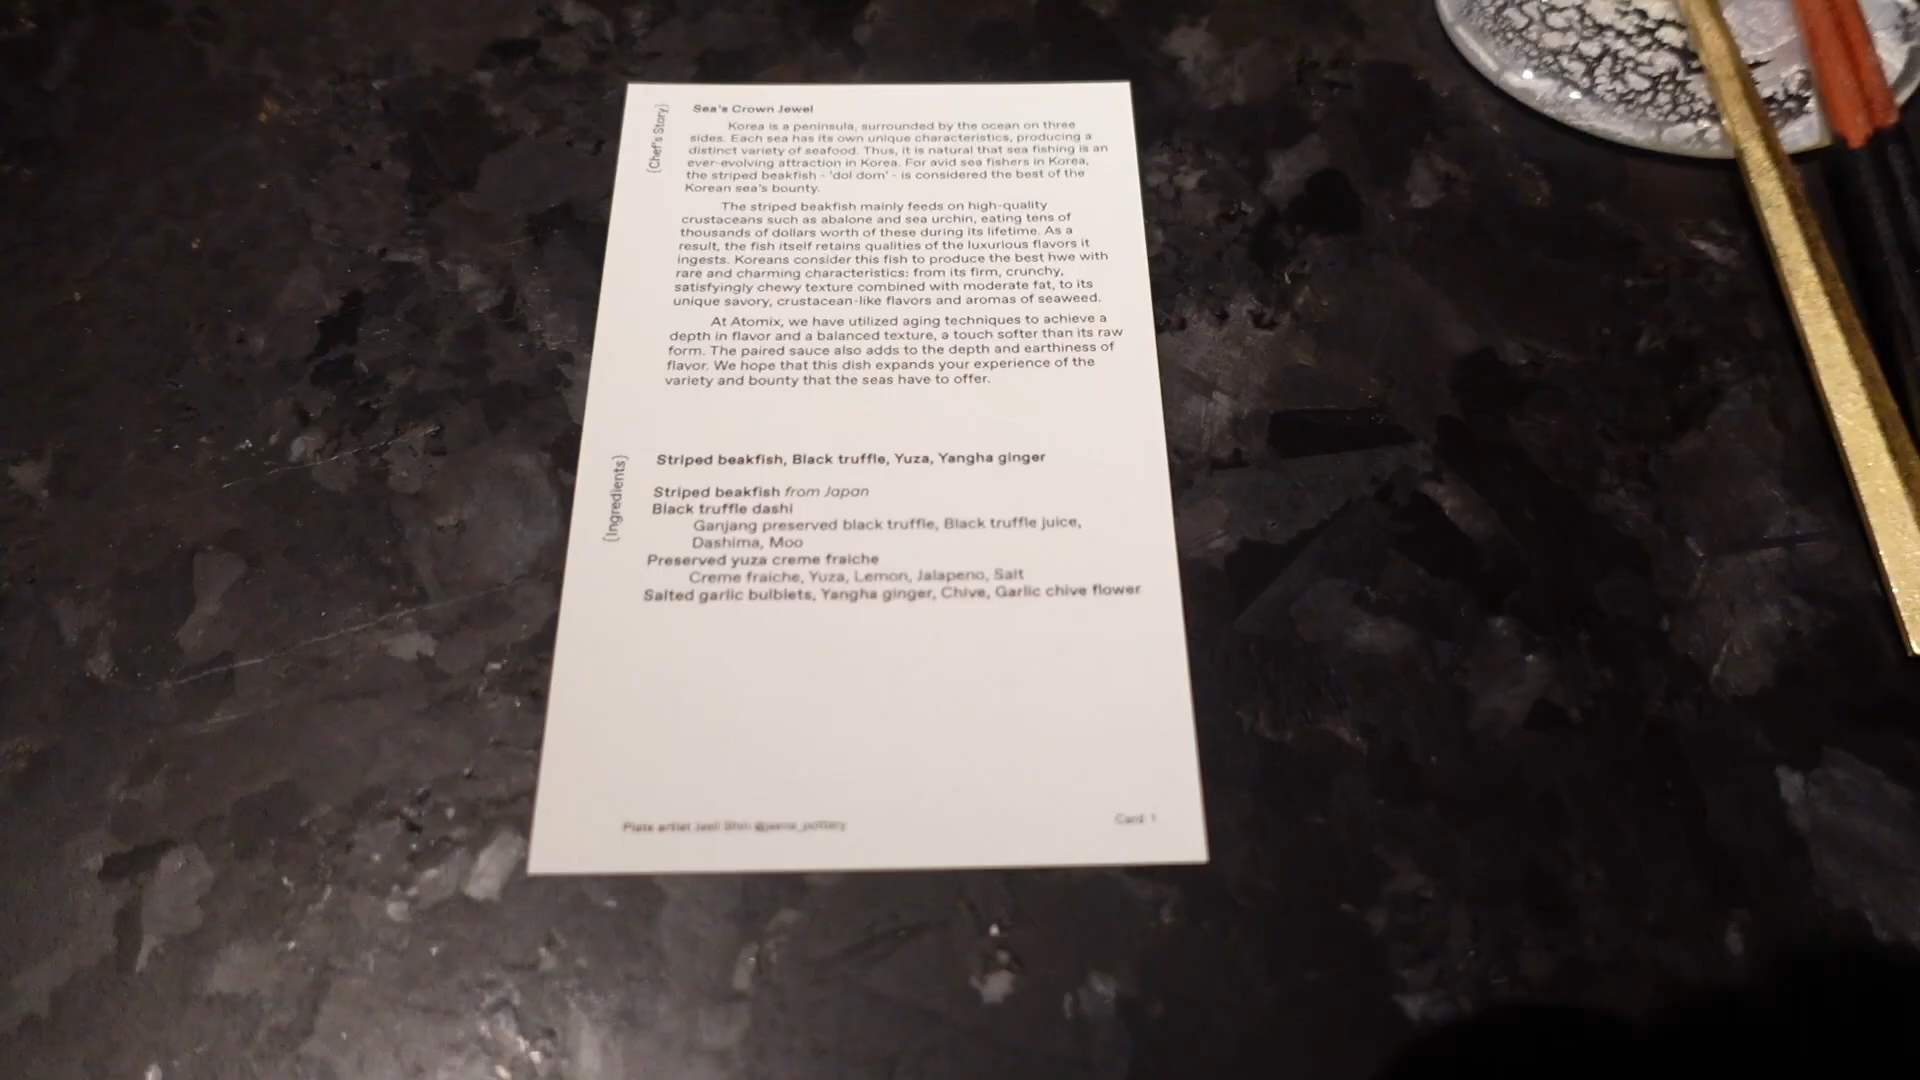 {Chef's Story}
Sea's Crown Jewel
Korea is a peninsula, surrounded by the ocean on three
sides. Each sea has its own unique characteristics, producing a
distinct variety of seafood. Thus, it is natural that sea fishing is an
ever-evolving attraction in Korea. For avid sea fishers in Korea,
the striped beakfish - 'dol dom' - is considered the best of the
Korean sea's bounty.
The striped beakfish mainly feeds on high-quality
crustaceans such as abalone and sea urchin, eating tens of
thousands of dollars worth of these during its lifetime. As a
result, the fish itself retains qualities of the luxurious flavors it
ingests. Koreans consider this fish to produce the best hwe with
rare and charming characteristics: from its firm, crunchy,
satisfyingly chewy texture combined with moderate fat, to its
unique savory, crustacean-like flavors and aromas of seaweed.
At Atomix, we have utilized aging techniques to achieve a
depth in flavor and a balanced texture, a touch softer than its raw
form. The paired sauce also adds to the depth and earthiness of
flavor. We hope that this dish expands your experience of the
variety and bounty that the seas have to offer.
{Ingredients}
Striped beakfish, Black truffle, Yuza, Yangha ginger
Striped beakfish from Japan
Black truffle dashi
Ganjang preserved black truffle, Black truffle juice,
Dashima, Moo
Preserved yuza creme fraiche
Creme fraiche, Yuza, Lemon, Jalapeno, Salt
Salted garlic bulblets, Yangha ginger, Chive, Garlic chive flower
Plate artist
Card 1